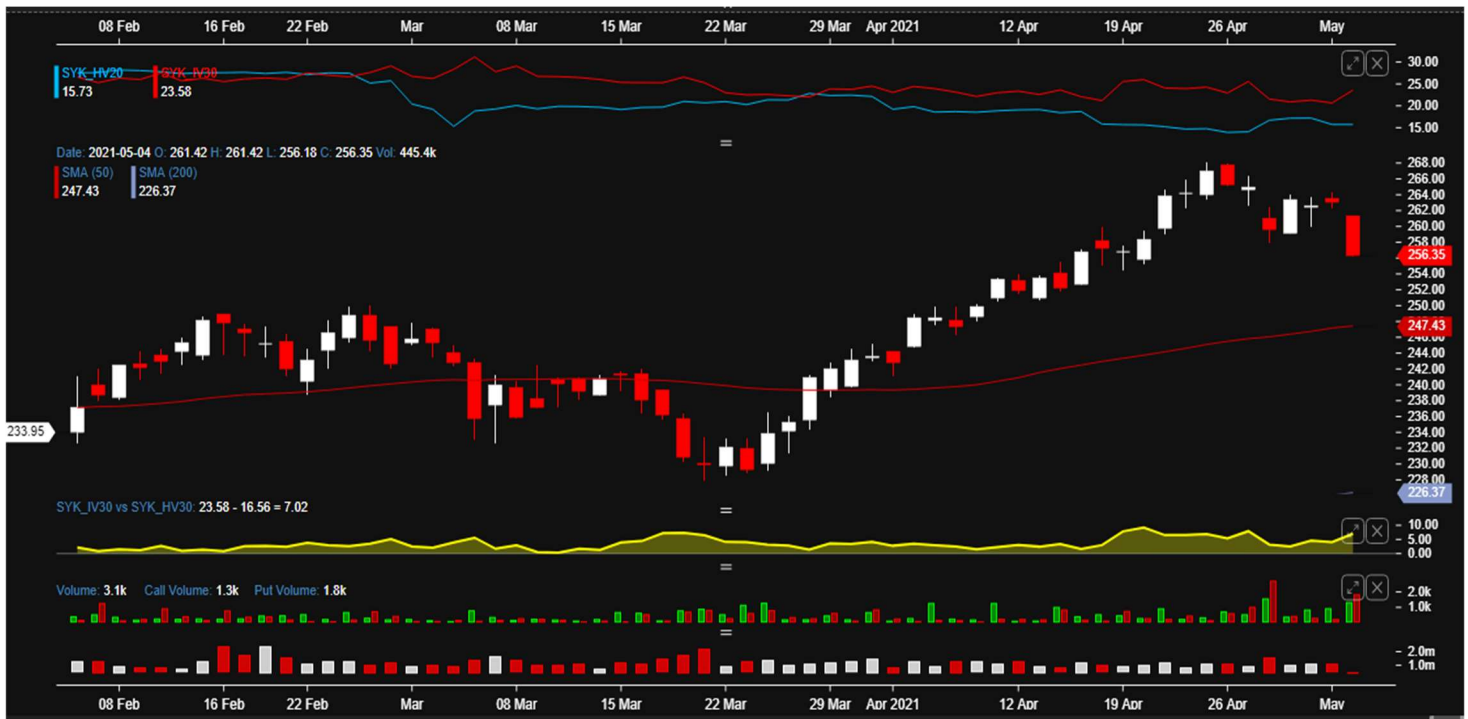 08 Feb 16 Feb 22 Feb Mar 08 Mar 15 Mar 22 Mar 29 Mar Apr 2021 12 Apr 19 Apr 26 Apr May
SYK_HV20 SYK_IV30
15.73 23.58
30.00
25.00
20.00
15.00
Date: 2021-05-04 O: 261.42 H: 261.42 L: 256.18 C: 256.35 Vol: 445.4k
SMA (50) SMA (200)
247.43 226.37
268.00
266.00
264.00
262.00
260.00
258.00
256.35
254.00
252.00
250.00
247.43
246.00
244.00
242.00
240.00
238.00
236.00
233.95
234.00
232.00
230.00
228.00
226.37
SYK_IV30 vs SYK_HV30: 23.58 - 16.56 = 7.02
10.00
5.00
0.00
Volume: 3.1k Call Volume: 1.3k Put Volume: 1.8k
2.0k
1.0k
2.0m
1.0m
08 Feb 16 Feb 22 Feb Mar 08 Mar 15 Mar 22 Mar 29 Mar Apr 2021 12 Apr 19 Apr 26 Apr May